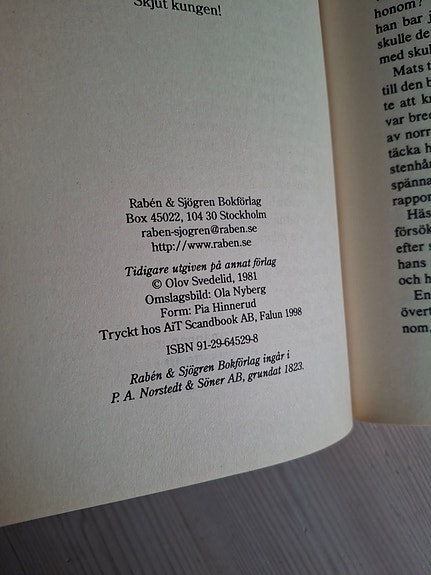 Skjut kungen!
Rabén & Sjögren Bokförlag
Box 45022, 104 30 Stockholm
raben-sjogren@raben.se
http://www.raben.se
Tidigare utgiven på annat förlag
© Olov Svedelid, 1981
Omslagsbild: Ola Nyberg
Form: Pia Hinnerud
Tryckt hos AiT Scandbook AB, Falun 1998
ISBN 91-29-64529-8
Rabén & Sjögren Bokförlag ingår i
P. A. Norstedt & Söner AB, grundat 1823.
honom?
han bar
skulle de
med skul
Mats t
till den b
te att k
var bred
av norr
täcka h
stenhår
spänna
rappor
Häs
försök
efter s
hans
och h
En
övert
nom,